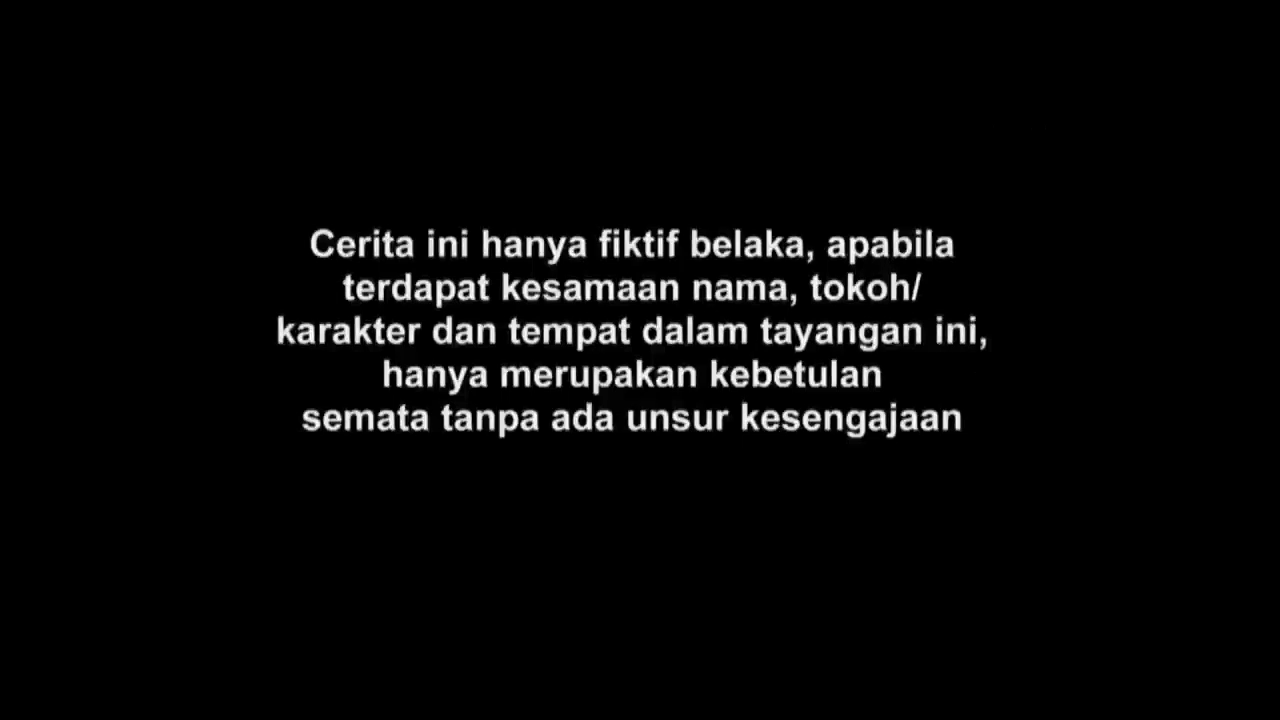 Cerita ini hanya fiktif belaka, apabila
terdapat kesamaan nama, tokoh/
karakter dan tempat dalam tayangan ini,
hanya merupakan kebetulan
semata tanpa ada unsur kesengajaan